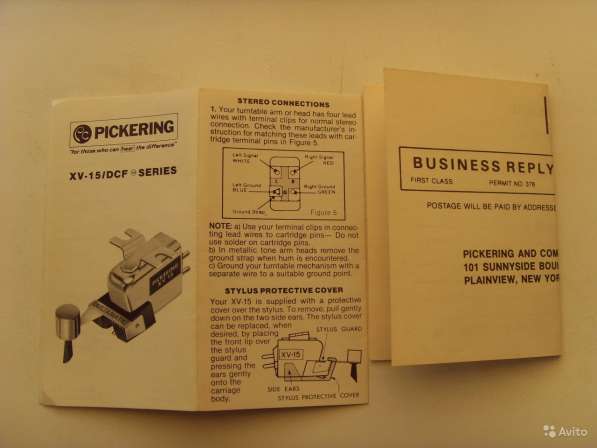 PICKERING
"for those who can hear the difference"
XV-15/DCF SERIES
PICKERING
XV-15
STEREO CONNECTIONS
1. Your turntable arm or head has four lead
wires with terminal clips for normal stereo
connection. Check the manufacturer's in-
struction for matching these leads with car-
tridge terminal pins in Figure 5.
Left Signal
WHITE
Right Signal
RED
Left Ground
BLUE
Right Ground
GREEN
Ground Strap
Figure 5
NOTE: a) Use your terminal clips in connec-
ting lead wires to cartridge pins— Do not
use solder on cartridge pins.
b) In metallic tone arm heads remove the
ground strap when hum is encountered.
c) Ground your turntable mechanism with a
separate wire to a suitable ground point.
STYLUS PROTECTIVE COVER
Your XV-15 is supplied with a protective
cover over the stylus. To remove, pull gently
down on the two side ears. The stylus cover
can be replaced, when
desired, by placing
the front lip over
the stylus
guard and
pressing the
ears gently
onto the
carriage
body.
STYLUS GUARD
XV-15
SIDE EARS
STYLUS PROTECTIVE COVER
BUSINESS REPLY
FIRST CLASS PERMIT NO. 378
POSTAGE WILL BE PAID BY ADDRESSE
PICKERING AND COM
101 SUNNYSIDE BOU
PLAINVIEW, NEW YOR
Avito